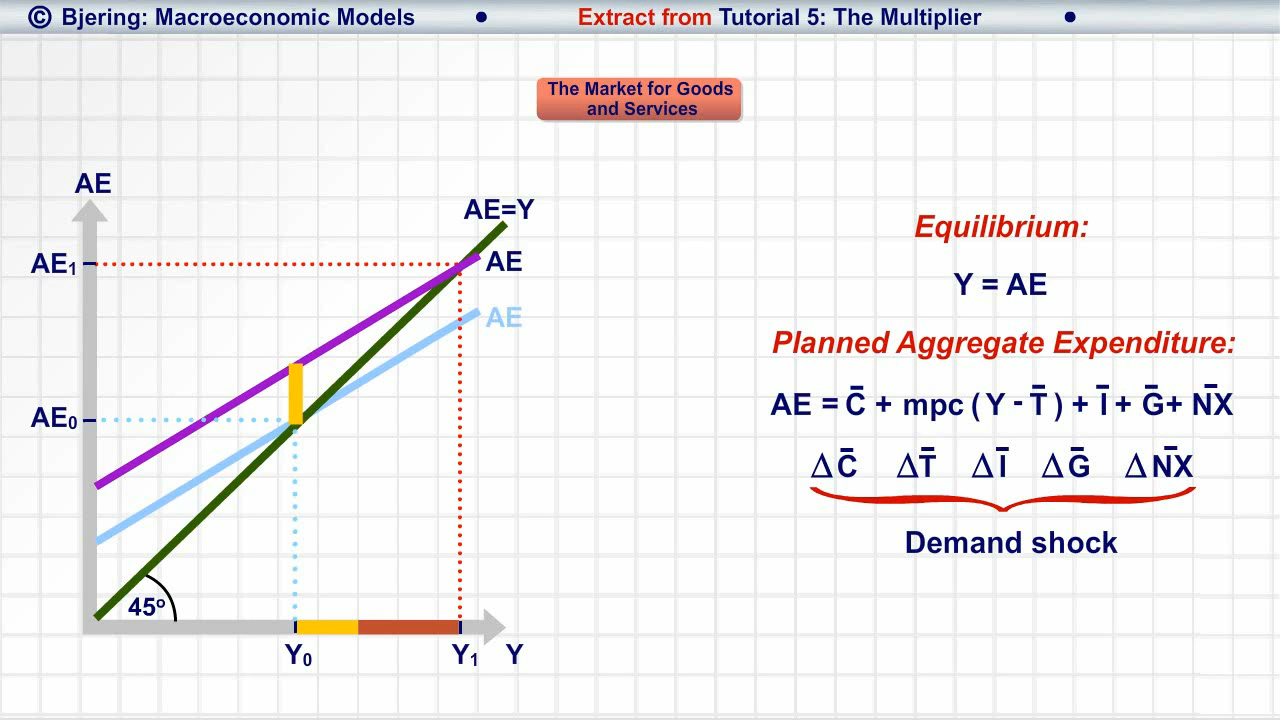 © Bjering: Macroeconomic Models • Extract from Tutorial 5: The Multiplier •
The Market for Goods
and Services
AE
AE=Y
AE₁
AE
AE
AE₀
45º
Y₀
Y₁
Y
Equilibrium:
Y = AE
Planned Aggregate Expenditure:
AE = C̄ + mpc ( Y - T̄ ) + Ī + Ḡ + N̄X̄
ΔC̄ ΔT̄ ΔĪ ΔḠ ΔN̄X̄
Demand shock